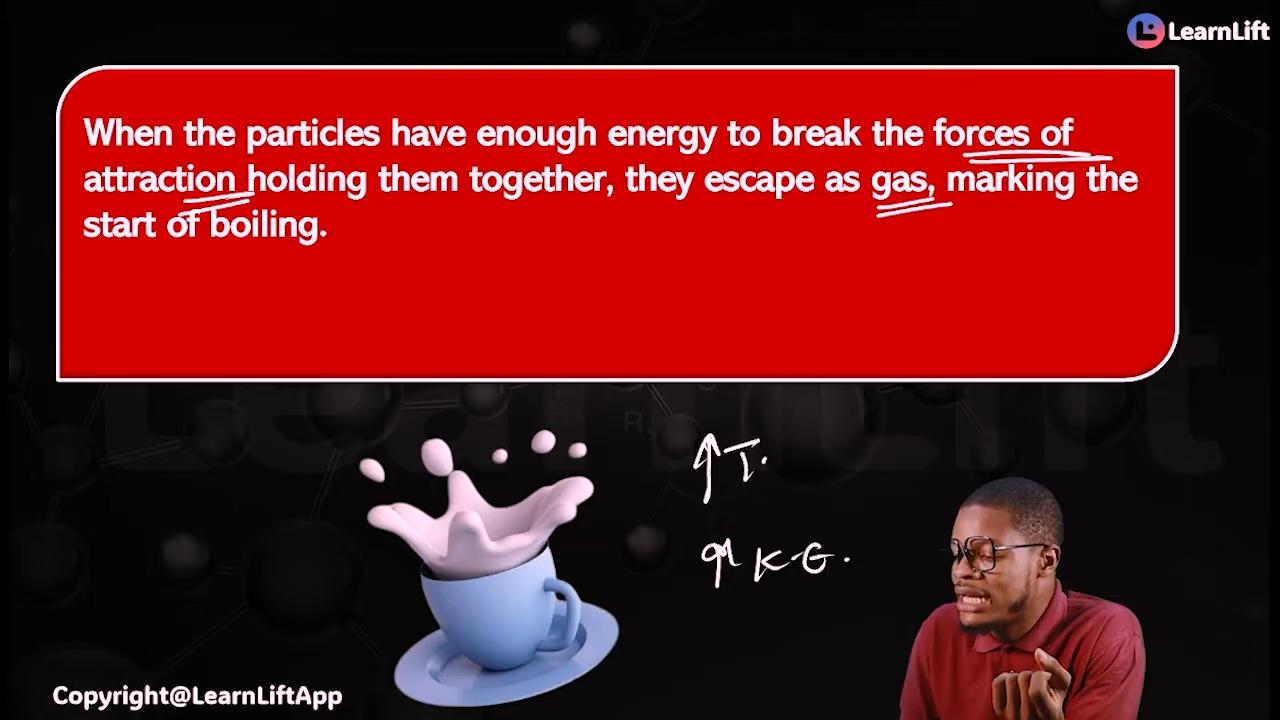 LearnLift
When the particles have enough energy to break the forces of
attraction holding them together, they escape as gas, marking the
start of boiling.
↑ T.
↑ K.E.
Copyright@LearnLiftApp